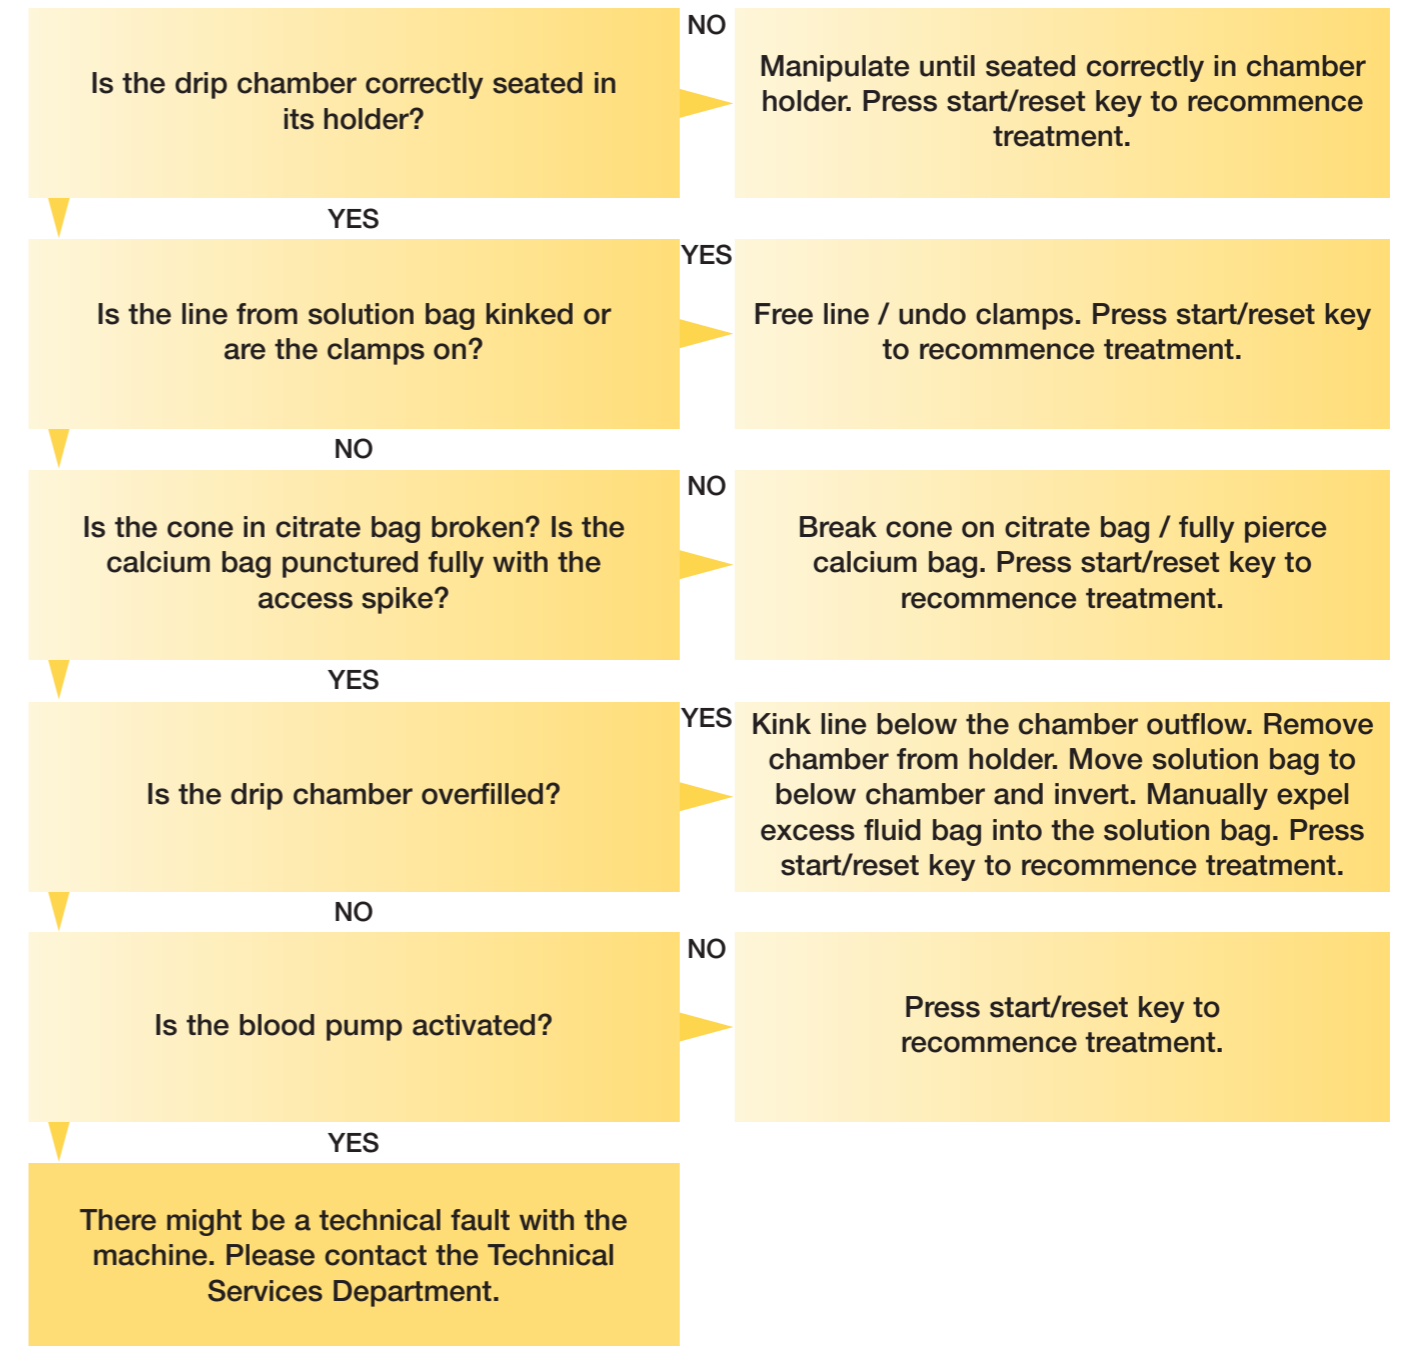 NO
Is the drip chamber correctly seated in
its holder?
Manipulate until seated correctly in chamber
holder. Press start/reset key to recommence
treatment.
YES
YES
Is the line from solution bag kinked or
are the clamps on?
Free line / undo clamps. Press start/reset key
to recommence treatment.
NO
NO
Is the cone in citrate bag broken? Is the
calcium bag punctured fully with the
access spike?
Break cone on citrate bag / fully pierce
calcium bag. Press start/reset key to
recommence treatment.
YES
YES
Is the drip chamber overfilled?
Kink line below the chamber outflow. Remove
chamber from holder. Move solution bag to
below chamber and invert. Manually expel
excess fluid bag into the solution bag. Press
start/reset key to recommence treatment.
NO
NO
Is the blood pump activated?
Press start/reset key to
recommence treatment.
YES
There might be a technical fault with the
machine. Please contact the Technical
Services Department.